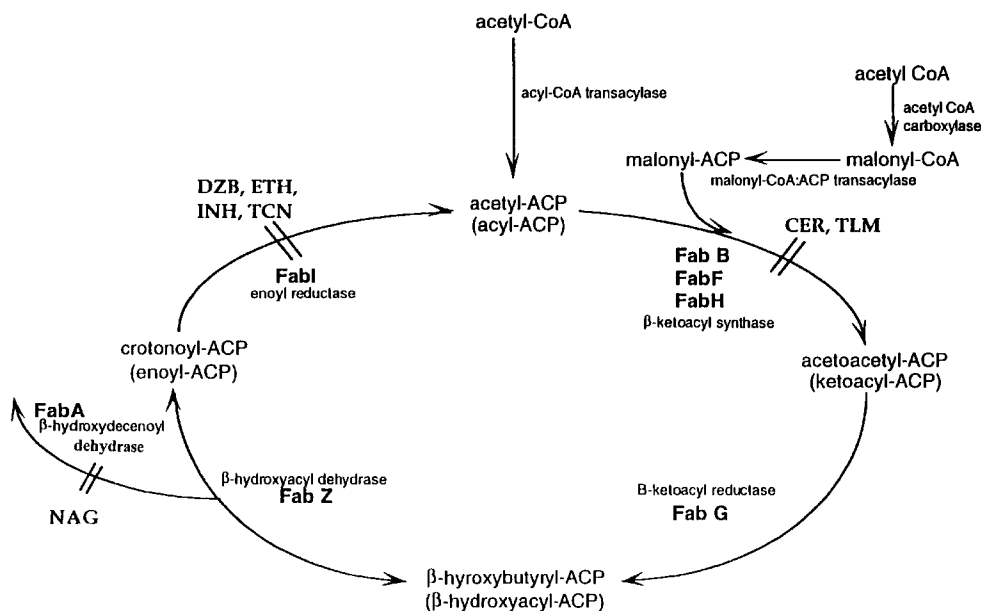 acetyl-CoA
acyl-CoA transacylase
acetyl CoA
acetyl CoA
carboxylase
malonyl-ACP
malonyl-CoA
malonyl-CoA:ACP transacylase
DZB, ETH,
INH, TCN
acetyl-ACP
(acyl-ACP)
CER, TLM
FabI
enoyl reductase
Fab B
FabF
FabH
β-ketoacyl synthase
crotonoyl-ACP
(enoyl-ACP)
acetoacetyl-ACP
(ketoacyl-ACP)
FabA
β-hydroxydecenoyl
dehydrase
β-hydroxyacyl dehydrase
Fab Z
NAG
B-ketoacyl reductase
Fab G
β-hyroxybutyryl-ACP
(β-hydroxyacyl-ACP)